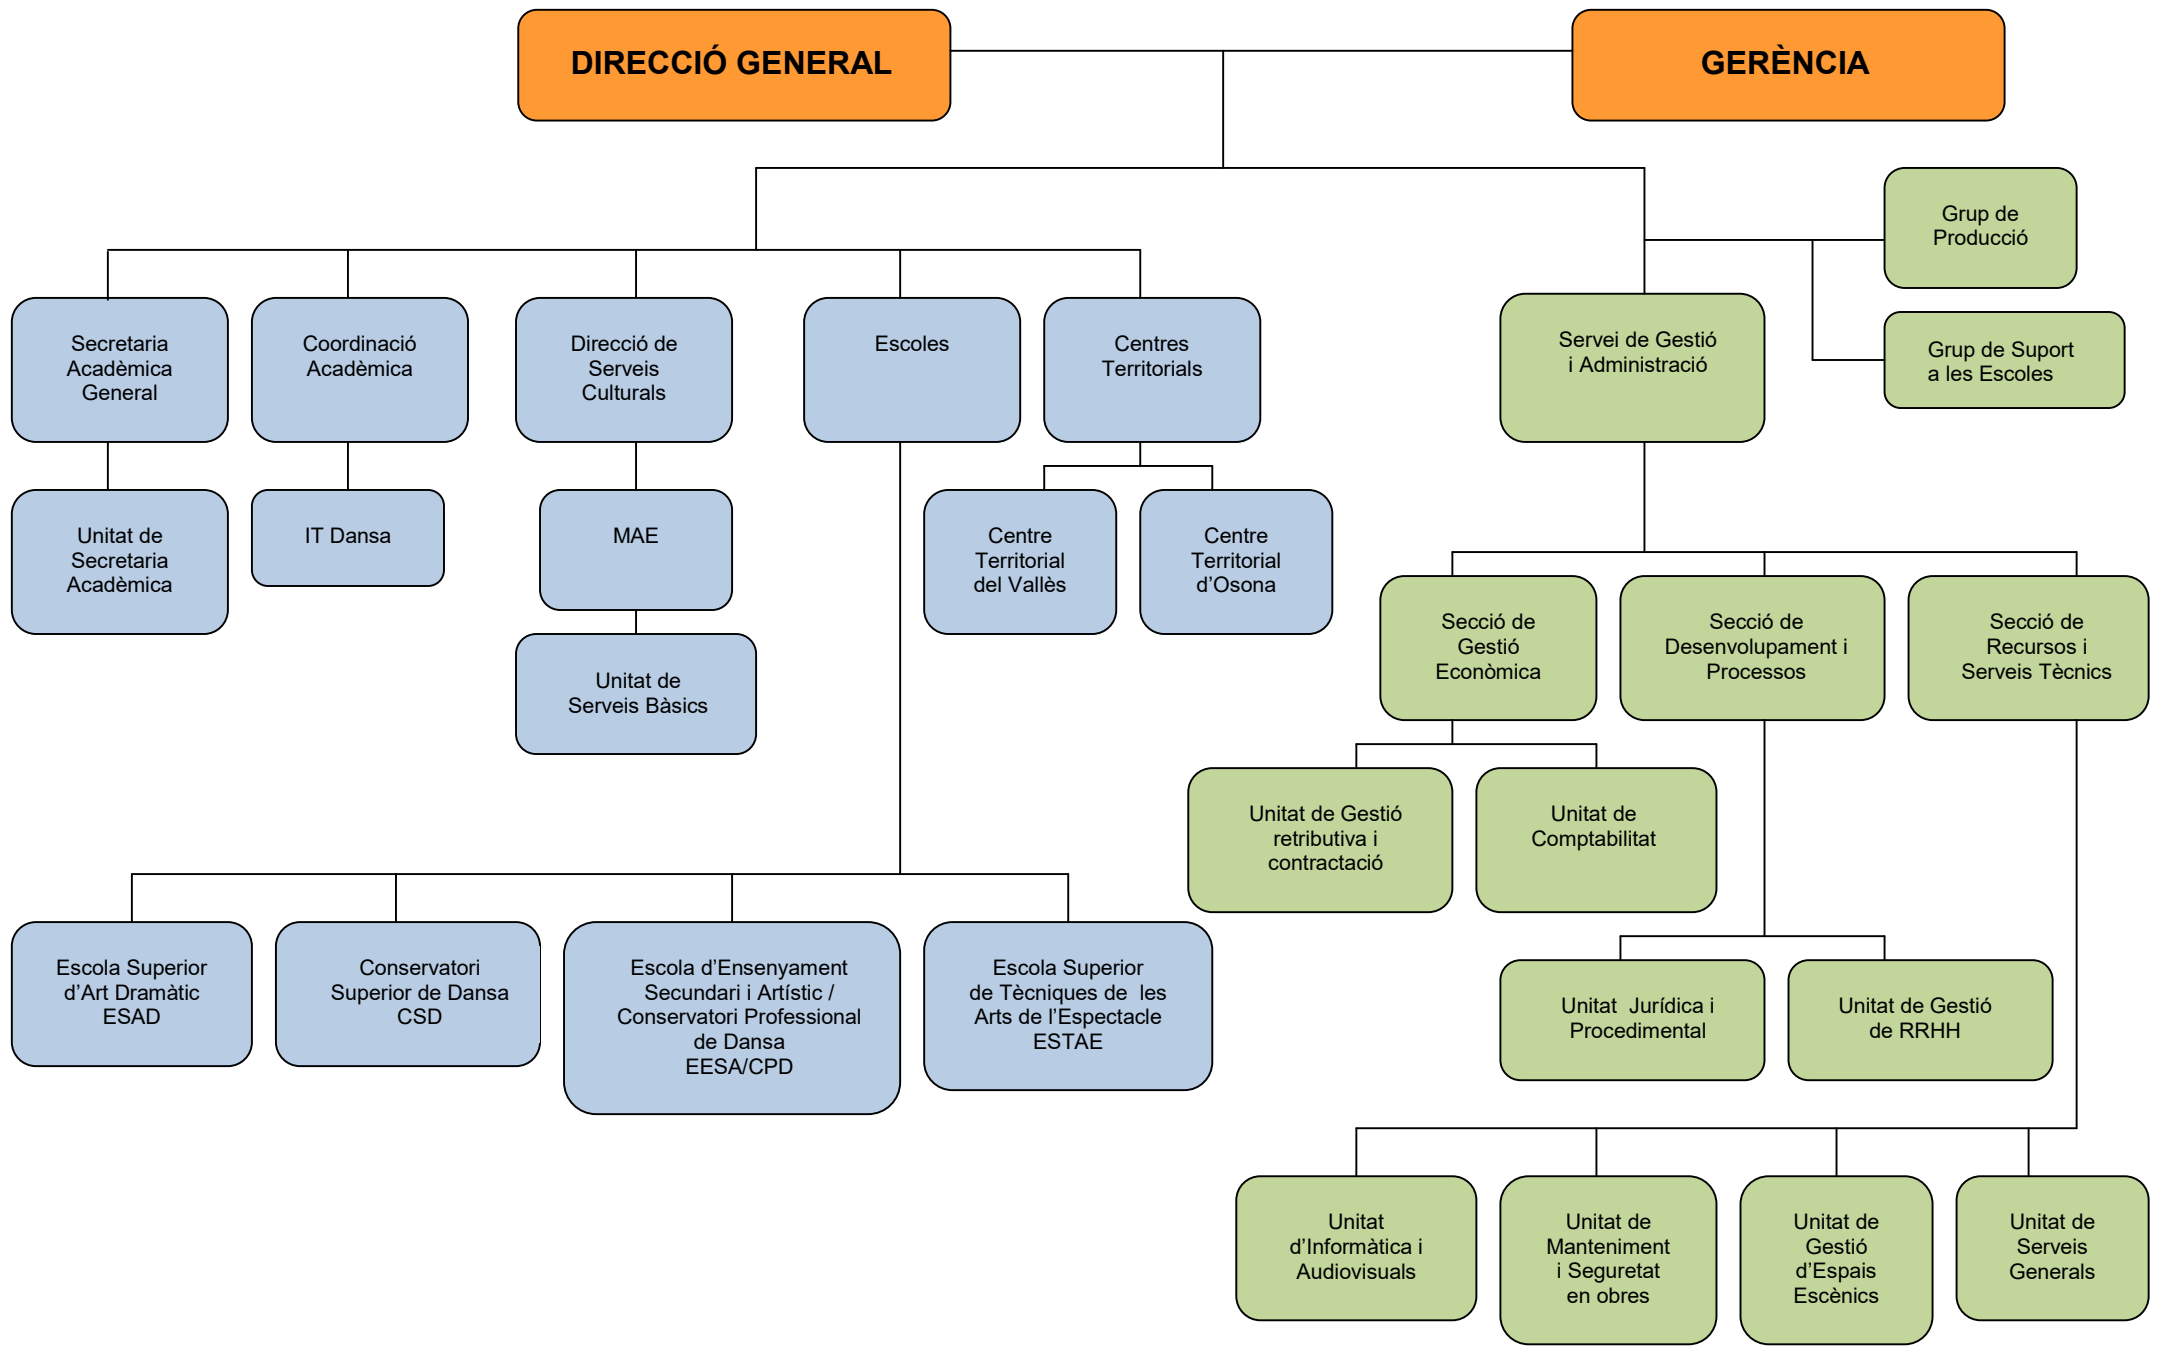 DIRECCIÓ GENERAL
GERÈNCIA
Grup de
Producció
Secretaria
Acadèmica
General
Coordinació
Acadèmica
Direcció de
Serveis
Culturals
Escoles
Centres
Territorials
Servei de Gestió
i Administració
Grup de Suport
a les Escoles
Unitat de
Secretaria
Acadèmica
IT Dansa
MAE
Centre
Territorial
del Vallès
Centre
Territorial
d’Osona
Unitat de
Serveis Bàsics
Secció de
Gestió
Econòmica
Secció de
Desenvolupament i
Processos
Secció de
Recursos i
Serveis Tècnics
Unitat de Gestió
retributiva i
contractació
Unitat de
Comptabilitat
Escola Superior
d’Art Dramàtic
ESAD
Conservatori
Superior de Dansa
CSD
Escola d’Ensenyament
Secundari i Artístic /
Conservatori Professional
de Dansa
EESA/CPD
Escola Superior
de Tècniques de  les
Arts de l’Espectacle
ESTAE
Unitat  Jurídica i
Procedimental
Unitat de Gestió
de RRHH
Unitat
d’Informàtica i
Audiovisuals
Unitat de
Manteniment
i Seguretat
en obres
Unitat de
Gestió
d’Espais
Escènics
Unitat de
Serveis
Generals